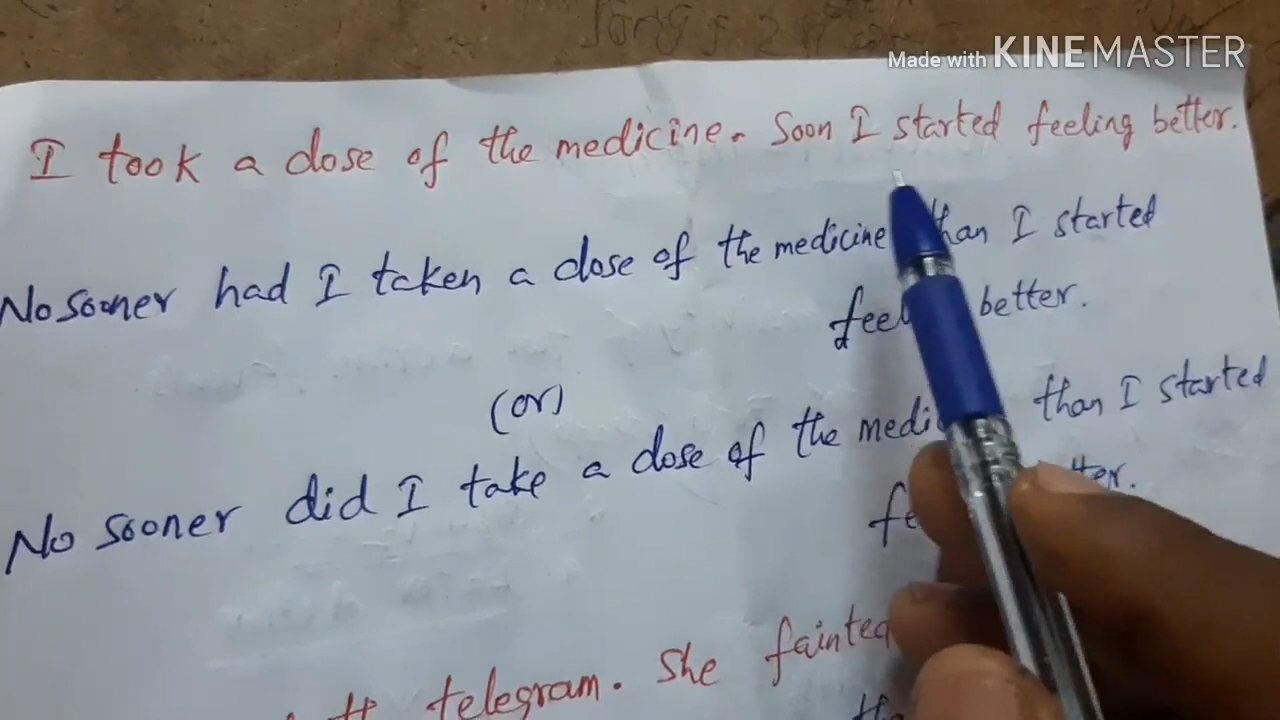 Made with KINEMASTER
I took a dose of the medicine. Soon I started feeling better.
No sooner had I taken a dose of the medicine than I started
better.
(or)
No sooner did I take a dose of the than I started
telegram. She fainted